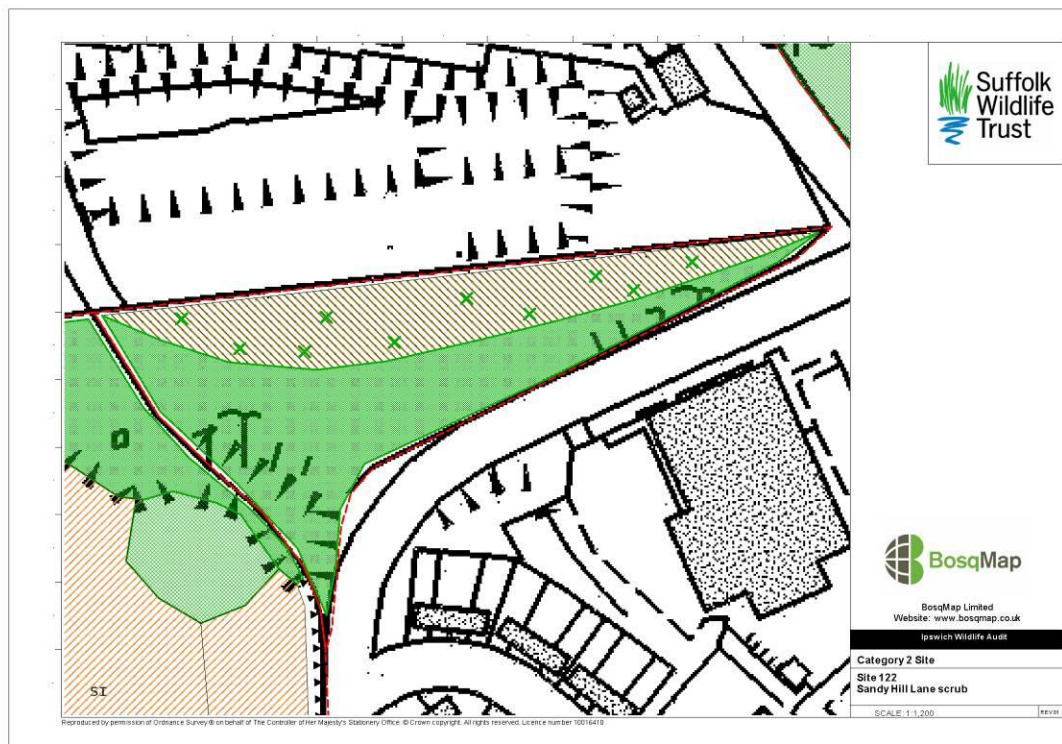 Suffolk
Wildlife
Trust
SI
BosqMap
BosqMap Limited
Website: www.bosqmap.co.uk
Ipswich Wildlife Audit
Category 2 Site
Site 122
Sandy Hill Lane scrub
SCALE: 1:1,200
Reproduced by permission of Ordnance Survey® on behalf of The Controller of Her Majesty's Stationery Office. © Crown copyright. All rights reserved. Licence number 10016418